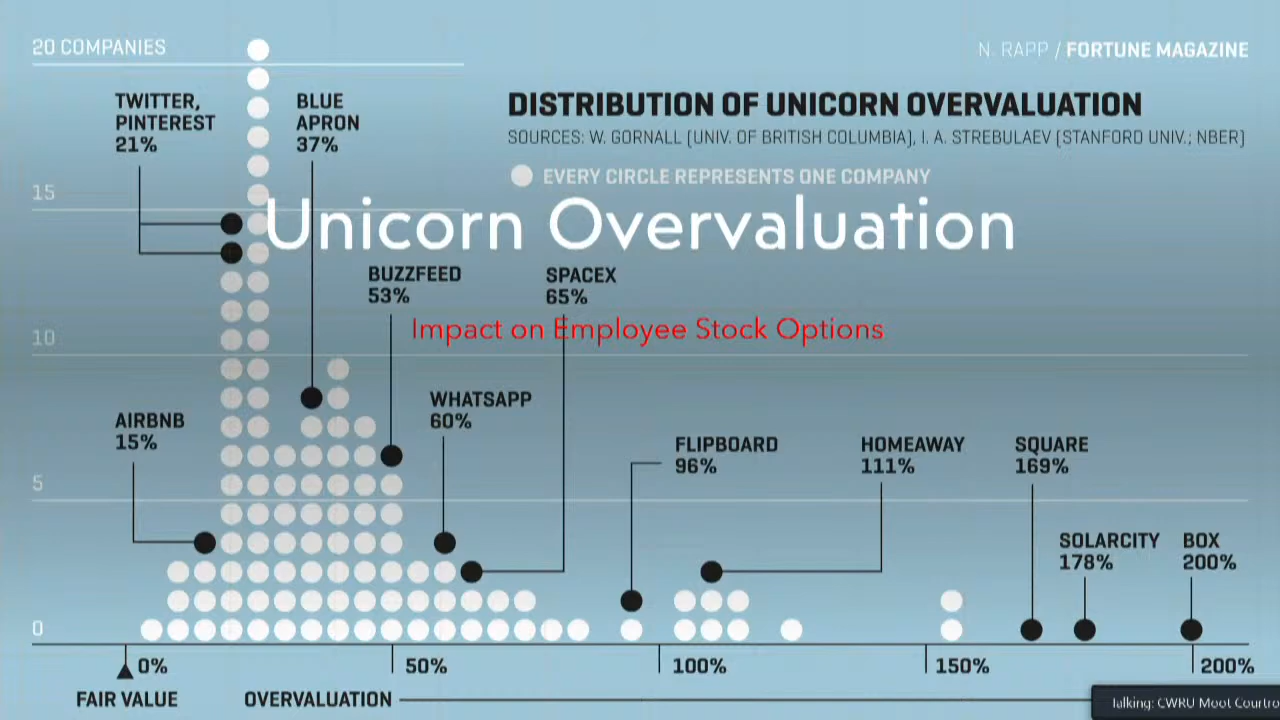 20 COMPANIES
N. RAPP / FORTUNE MAGAZINE
DISTRIBUTION OF UNICORN OVERVALUATION
SOURCES: W. GORNALL (UNIV. OF BRITISH COLUMBIA), I. A. STREBULAEV (STANFORD UNIV.; NBER)
EVERY CIRCLE REPRESENTS ONE COMPANY
TWITTER,
PINTEREST
21%
BLUE
APRON
37%
15
Unicorn Overvaluation
BUZZFEED
53%
SPACEX
65%
Impact on Employee Stock Options
10
AIRBNB
15%
WHATSAPP
60%
FLIPBOARD
96%
HOMEAWAY
111%
SQUARE
169%
5
SOLARCITY
178%
BOX
200%
0
0%
50%
100%
150%
200%
FAIR VALUE
OVERVALUATION
Talking: CWRU Moot Courtro